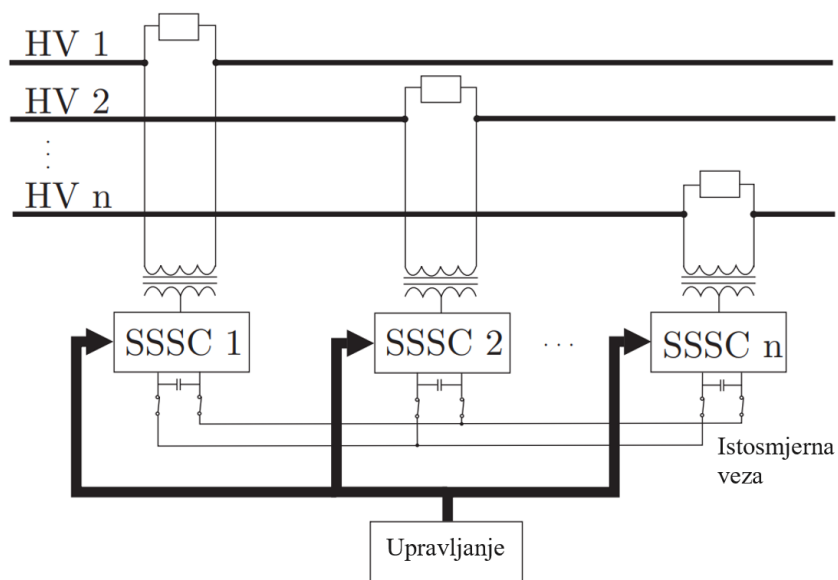 HV 1
HV 2
⋮
HV n
SSSC 1
SSSC 2
. . .
SSSC n
Istosmjerna
veza
Upravljanje